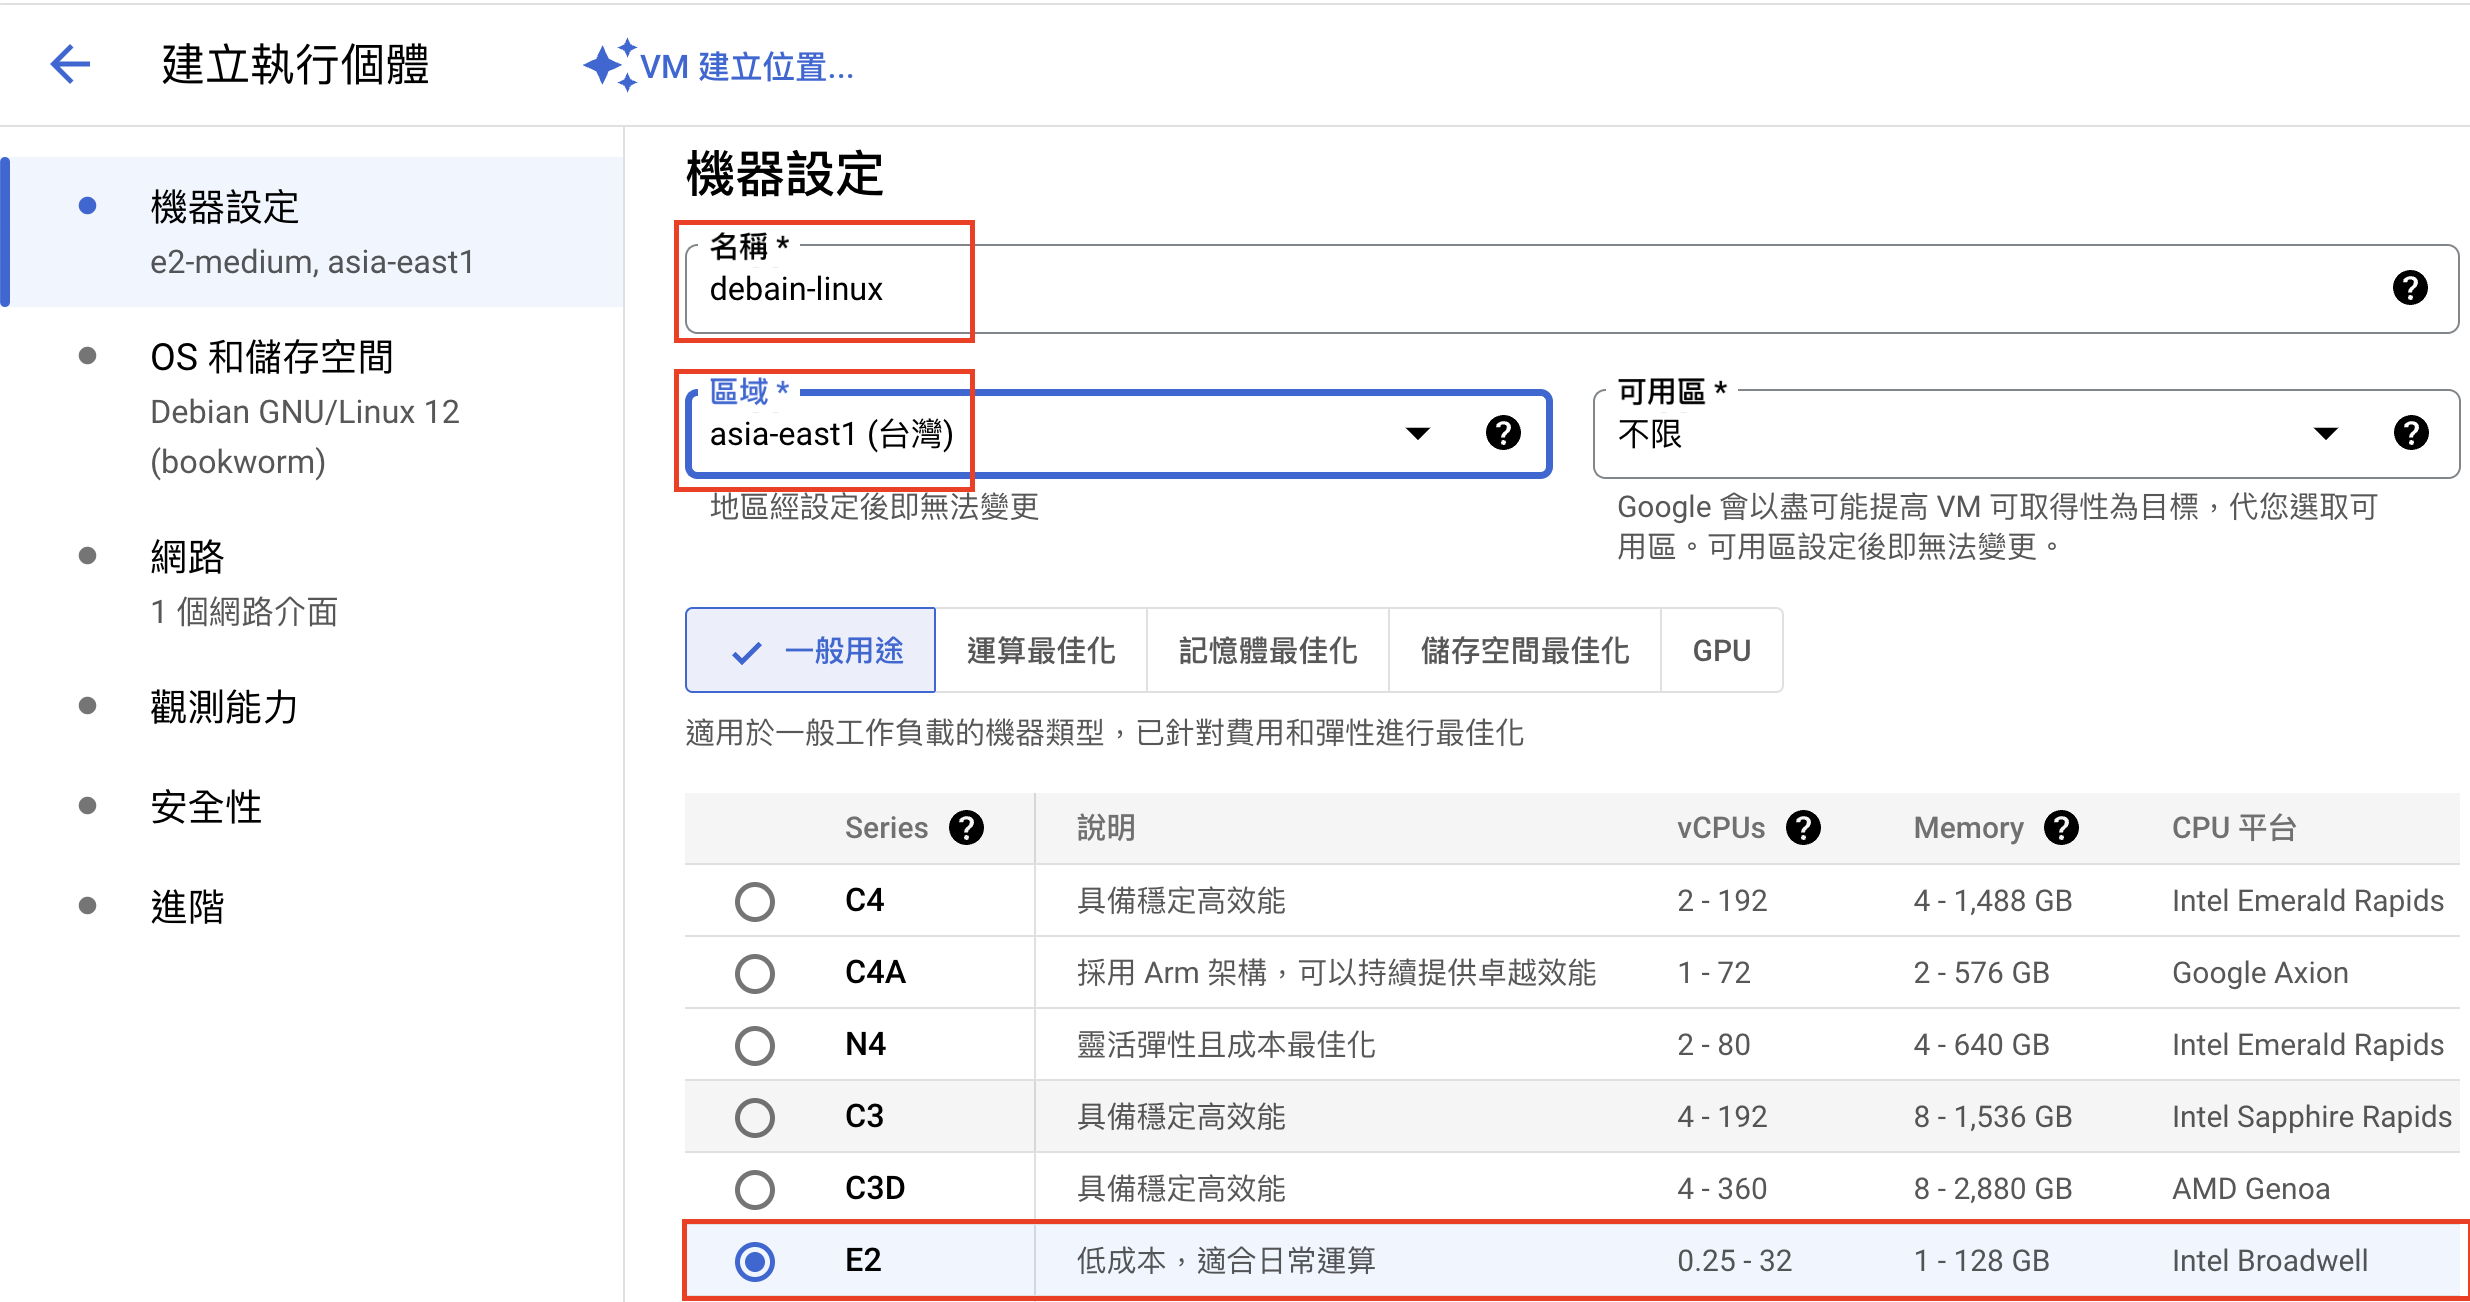 建立執行個體
VM 建立位置...
機器設定
e2-medium, asia-east1
OS 和儲存空間
Debian GNU/Linux 12
(bookworm)
網路
1 個網路介面
觀測能力
安全性
進階
機器設定
名稱 *
debain-linux
區域 *
asia-east1 (台灣)
地區經設定後即無法變更
可用區 *
不限
Google 會以盡可能提高 VM 可取得性為目標，代您選取可
用區。可用區設定後即無法變更。
一般用途 運算最佳化 記憶體最佳化 儲存空間最佳化 GPU
適用於一般工作負載的機器類型，已針對費用和彈性進行最佳化
Series 說明 vCPUs Memory CPU 平台
C4 具備穩定高效能 2 - 192 4 - 1,488 GB Intel Emerald Rapids
C4A 採用 Arm 架構，可以持續提供卓越效能 1 - 72 2 - 576 GB Google Axion
N4 靈活彈性且成本最佳化 2 - 80 4 - 640 GB Intel Emerald Rapids
C3 具備穩定高效能 4 - 192 8 - 1,536 GB Intel Sapphire Rapids
C3D 具備穩定高效能 4 - 360 8 - 2,880 GB AMD Genoa
E2 低成本，適合日常運算 0.25 - 32 1 - 128 GB Intel Broadwell